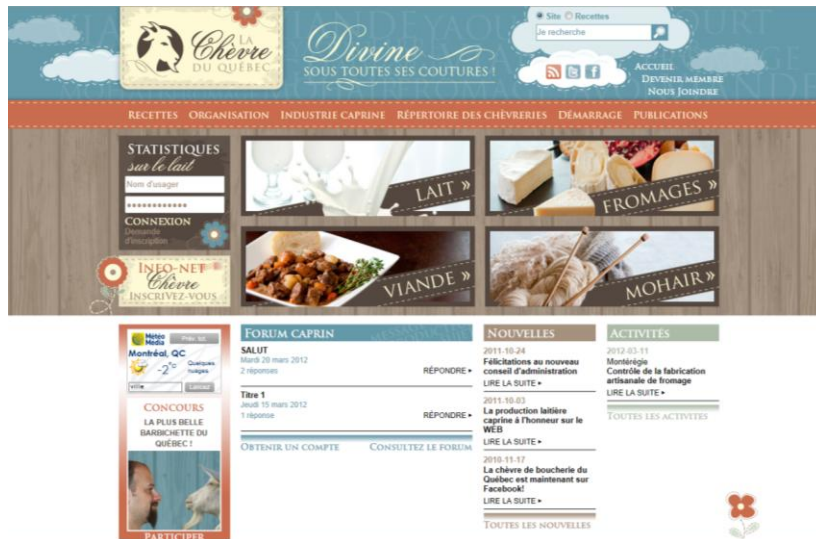 LA
Chèvre
DU QUÉBEC
Divine
SOUS TOUTES SES COUTURES !
Site Recettes
Je recherche
ACCUEIL
DEVENIR MEMBRE
NOUS JOINDRE
RECETTES ORGANISATION INDUSTRIE CAPRINE RÉPERTOIRE DES CHÈVRERIES DÉMARRAGE PUBLICATIONS
STATISTIQUES
sur le lait
Nom d'usager
CONNEXION
Demande
d'inscription
LAIT »
FROMAGES »
VIANDE »
MOHAIR »
INFO-NET
Chèvre
INSCRIVEZ-VOUS
Météo
Média
Montréal, QC
-2°C
Quelques
nuages
ville
CONCOURS
LA PLUS BELLE
BARBICHETTE DU
QUÉBEC !
PARTICIPER
FORUM CAPRIN
SALUT
Mardi 20 mars 2012
2 réponses
RÉPONDRE ▸
Titre 1
Jeudi 15 mars 2012
1 réponse
RÉPONDRE ▸
OBTENIR UN COMPTE CONSULTEZ LE FORUM
NOUVELLES
2011-10-24
Félicitations au nouveau
conseil d'administration
LIRE LA SUITE ▸
2011-10-03
La production laitière
caprine à l'honneur sur le
WEB
LIRE LA SUITE ▸
2010-11-17
La chèvre de boucherie du
Québec est maintenant sur
Facebook!
LIRE LA SUITE ▸
TOUTES LES NOUVELLES
ACTIVITÉS
2012-03-11
Montérégie
Contrôle de la fabrication
artisanale de fromage
LIRE LA SUITE ▸
TOUTES LES ACTIVITES